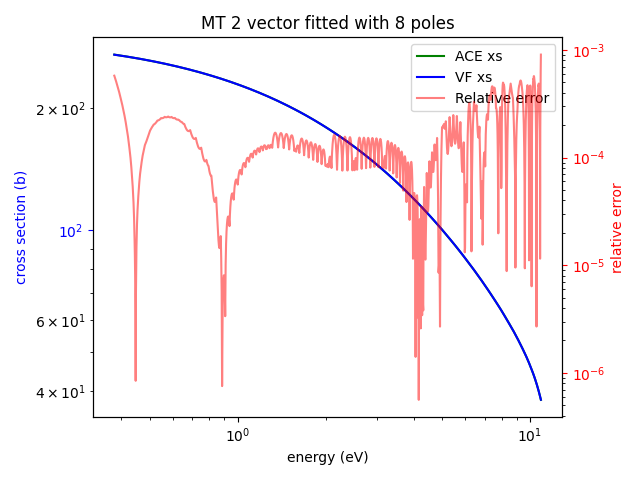 MT 2 vector fitted with 8 poles
ACE xs
VF xs
Relative error
2 × 10²
10²
6 × 10¹
4 × 10¹
cross section (b)
10⁻³
10⁻⁴
10⁻⁵
10⁻⁶
relative error
10⁰
10¹
energy (eV)